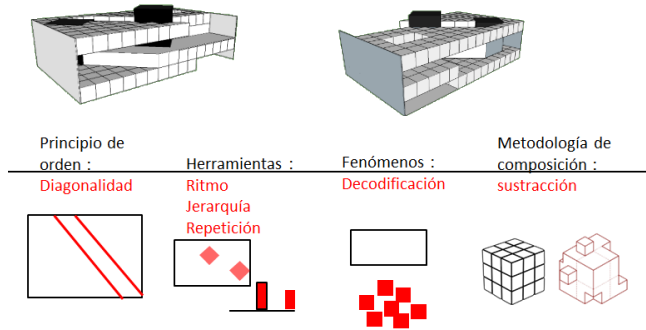 Principio de
orden :
Diagonalidad
Herramientas :
Ritmo
Jerarquía
Repetición
Fenómenos :
Decodificación
Metodología de
composición :
sustracción